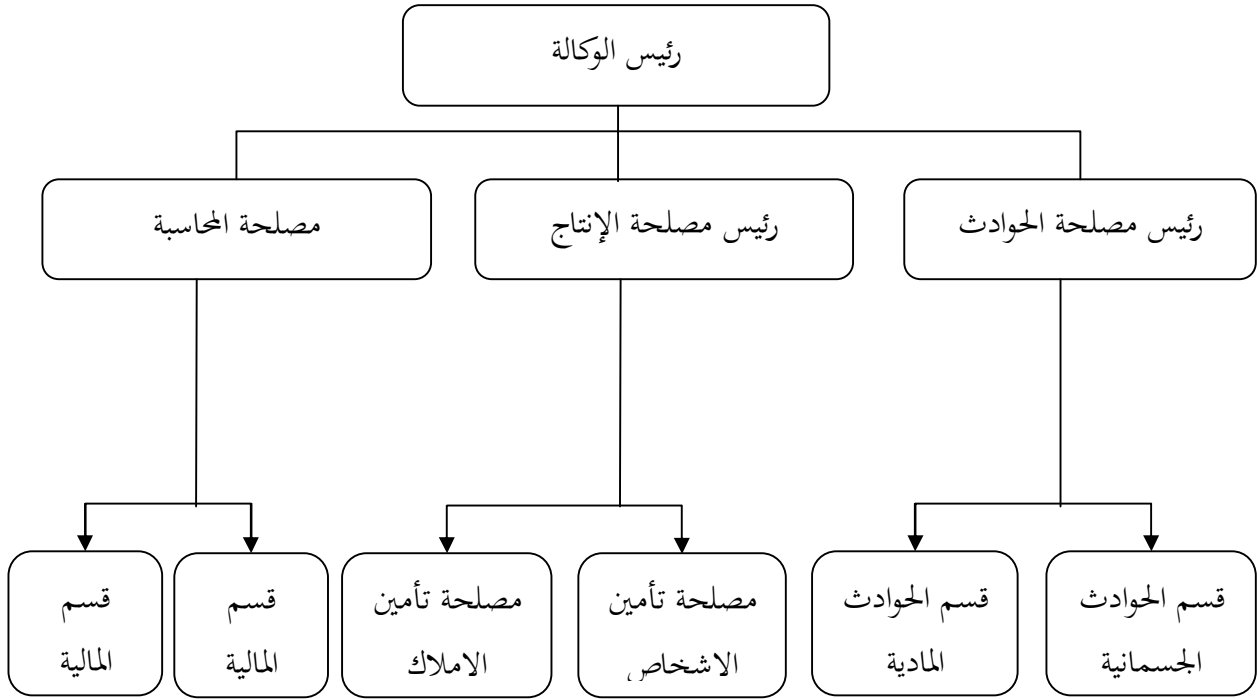 رئيس الوكالة
رئيس مصلحة الحوادث
رئيس مصلحة الإنتاج
مصلحة المحاسبة
قسم الحوادث
الجسمانية
قسم الحوادث
المادية
مصلحة تأمين
الاشخاص
مصلحة تأمين
الاملاك
قسم
المالية
قسم
المالية